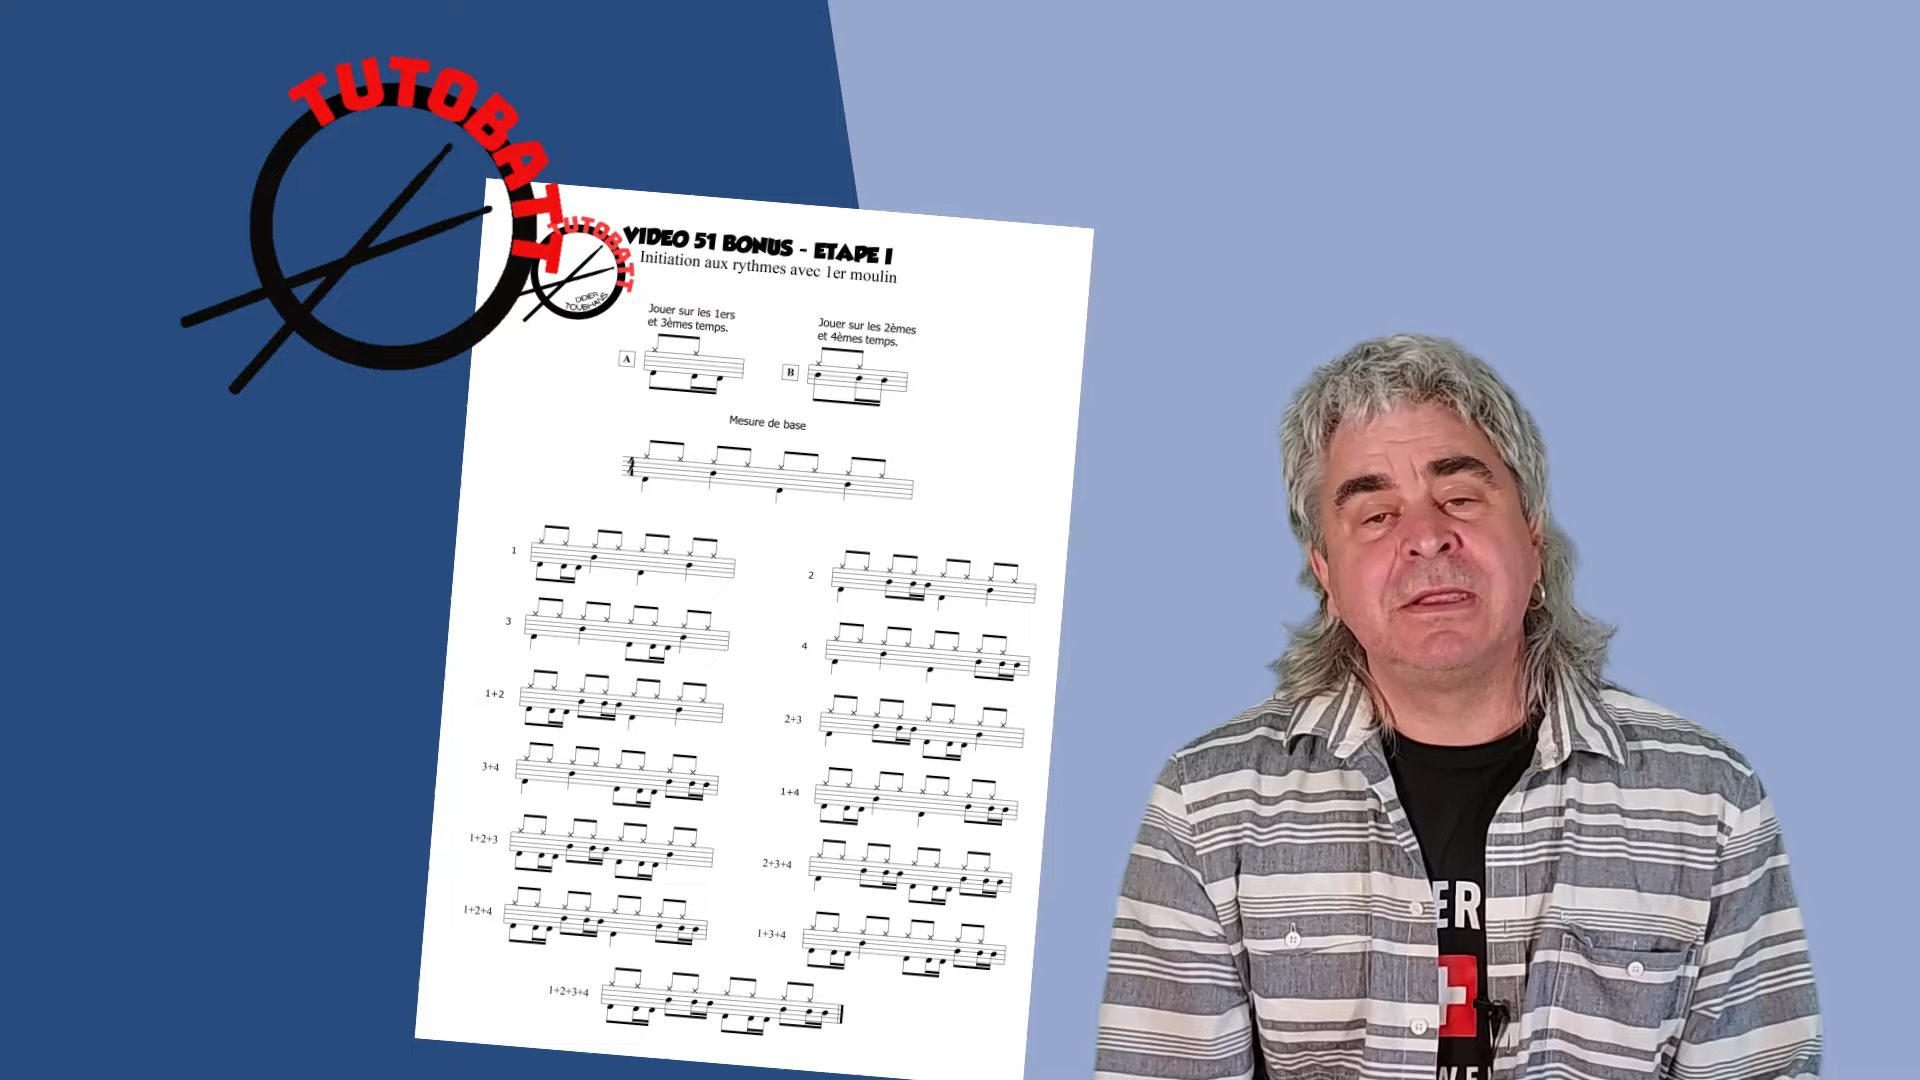 TUTOBATT
TUTOBATT
DIDIER
TOUBHANS
VIDEO 51 BONUS - ETAPE 1
Initiation aux rythmes avec 1er moulin
Jouer sur les 1ers
et 3èmes temps.
A
Jouer sur les 2èmes
et 4èmes temps.
B
Mesure de base
4
4
1
2
3
4
1+2
2+3
3+4
1+4
1+2+3
2+3+4
1+2+4
1+3+4
1+2+3+4
ER